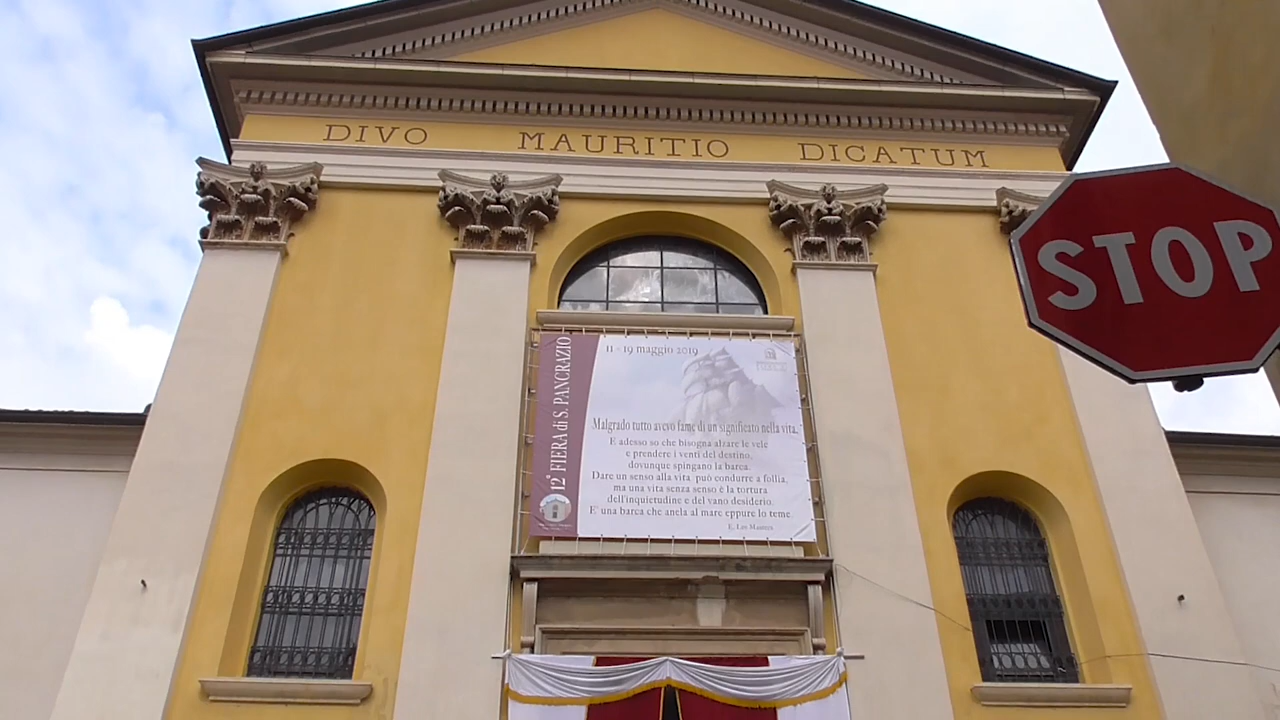 DIVO MAURITIO DICATUM
STOP
12° FIERA di S. PANCRAZIO
11 - 19 maggio 2019
Malgrado tutto avevo fame di un significato nella vita.
E adesso so che bisogna alzare le vele
e prendere i venti del destino,
dovunque spingano la barca.
Dare un senso alla vita, può condurre a follia,
ma una vita senza senso è la tortura
dell'inquietudine e del vano desiderio.
E' una barca che anela al mare eppure lo teme.
E. Lee Masters